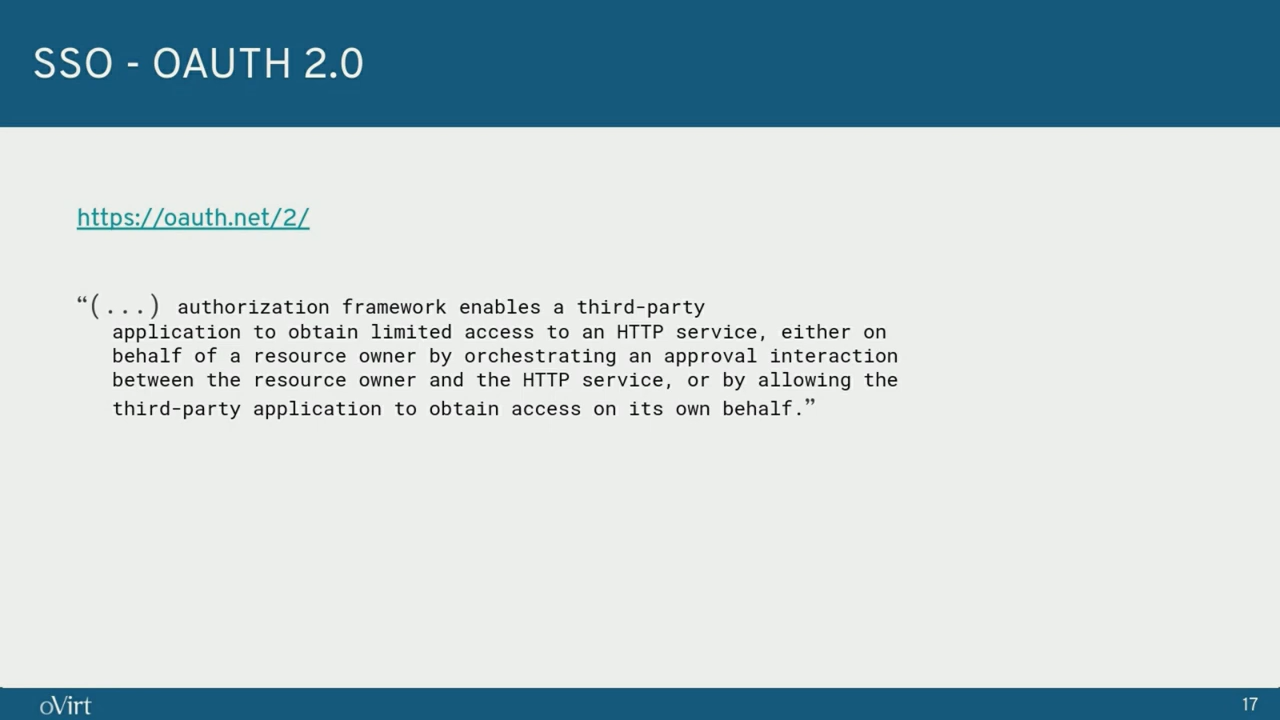 SSO - OAUTH 2.0
https://oauth.net/2/
“(...) authorization framework enables a third-party
application to obtain limited access to an HTTP service, either on
behalf of a resource owner by orchestrating an approval interaction
between the resource owner and the HTTP service, or by allowing the
third-party application to obtain access on its own behalf.”
oVirt
17